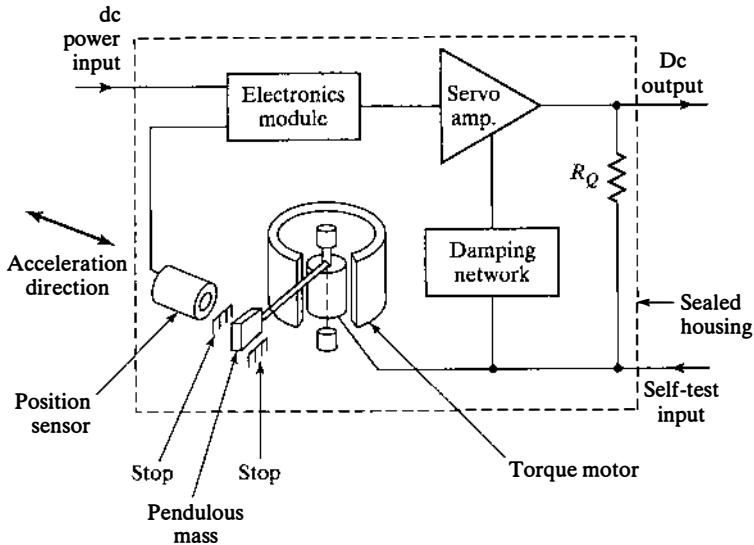 dc
power
input
Electronics
module
Servo
amp.
Dc
output
R_Q
Damping
network
Acceleration
direction
Sealed
housing
Self-test
input
Position
sensor
Stop
Stop
Pendulous
mass
Torque motor